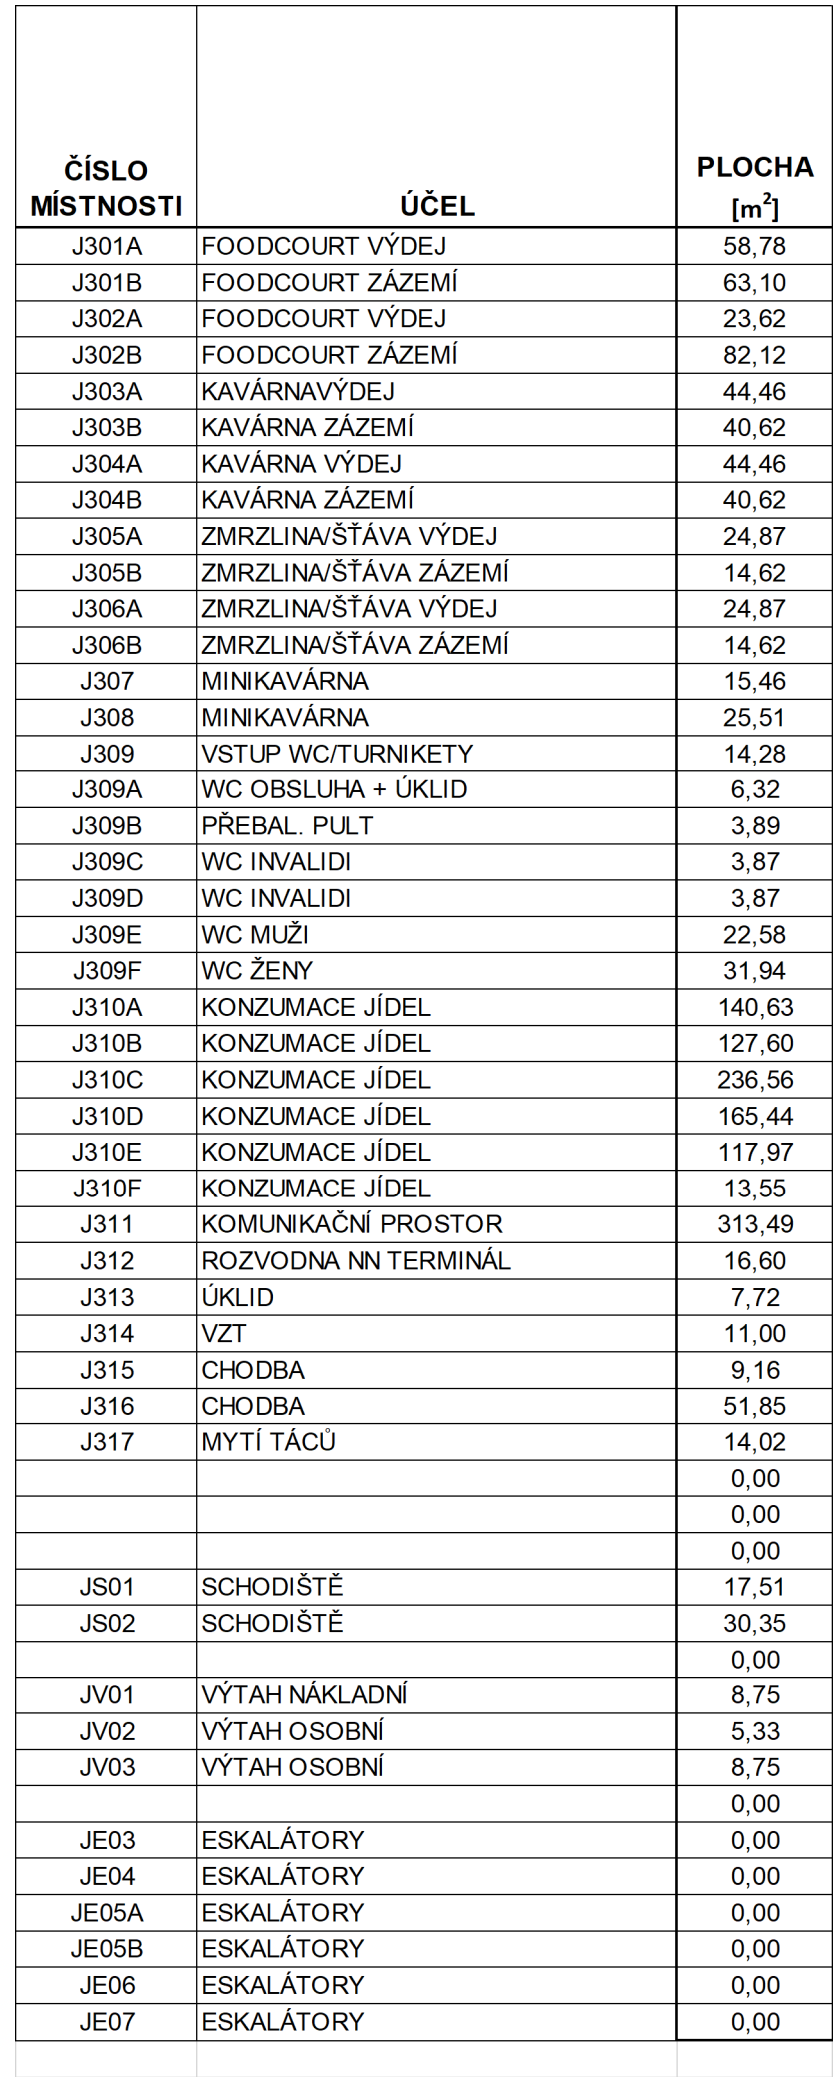 ČÍSLO MÍSTNOSTI ÚČEL PLOCHA [m²]
J301A FOODCOURT VÝDEJ 58,78
J301B FOODCOURT ZÁZEMÍ 63,10
J302A FOODCOURT VÝDEJ 23,62
J302B FOODCOURT ZÁZEMÍ 82,12
J303A KAVÁRNAVÝDEJ 44,46
J303B KAVÁRNA ZÁZEMÍ 40,62
J304A KAVÁRNA VÝDEJ 44,46
J304B KAVÁRNA ZÁZEMÍ 40,62
J305A ZMRZLINA/ŠŤÁVA VÝDEJ 24,87
J305B ZMRZLINA/ŠŤÁVA ZÁZEMÍ 14,62
J306A ZMRZLINA/ŠŤÁVA VÝDEJ 24,87
J306B ZMRZLINA/ŠŤÁVA ZÁZEMÍ 14,62
J307 MINIKAVÁRNA 15,46
J308 MINIKAVÁRNA 25,51
J309 VSTUP WC/TURNIKETY 14,28
J309A WC OBSLUHA + ÚKLID 6,32
J309B PŘEBAL. PULT 3,89
J309C WC INVALIDI 3,87
J309D WC INVALIDI 3,87
J309E WC MUŽI 22,58
J309F WC ŽENY 31,94
J310A KONZUMACE JÍDEL 140,63
J310B KONZUMACE JÍDEL 127,60
J310C KONZUMACE JÍDEL 236,56
J310D KONZUMACE JÍDEL 165,44
J310E KONZUMACE JÍDEL 117,97
J310F KONZUMACE JÍDEL 13,55
J311 KOMUNIKAČNÍ PROSTOR 313,49
J312 ROZVODNA NN TERMINÁL 16,60
J313 ÚKLID 7,72
J314 VZT 11,00
J315 CHODBA 9,16
J316 CHODBA 51,85
J317 MYTÍ TÁCŮ 14,02
0,00
0,00
0,00
JS01 SCHODIŠTĚ 17,51
JS02 SCHODIŠTĚ 30,35
0,00
JV01 VÝTAH NÁKLADNÍ 8,75
JV02 VÝTAH OSOBNÍ 5,33
JV03 VÝTAH OSOBNÍ 8,75
0,00
JE03 ESKALÁTORY 0,00
JE04 ESKALÁTORY 0,00
JE05A ESKALÁTORY 0,00
JE05B ESKALÁTORY 0,00
JE06 ESKALÁTORY 0,00
JE07 ESKALÁTORY 0,00